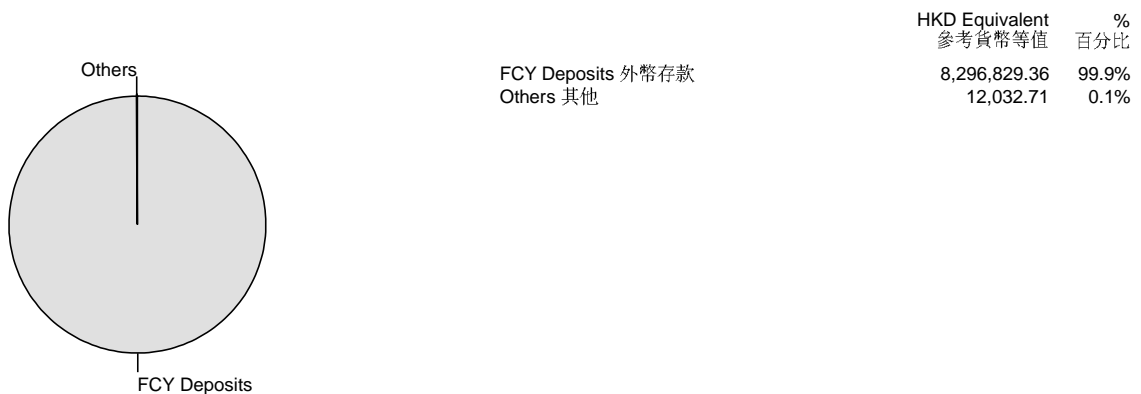 HKD Equivalent %
參考貨幣等值 百分比
Others
FCY Deposits 外幣存款 8,296,829.36 99.9%
Others 其他 12,032.71 0.1%
FCY Deposits